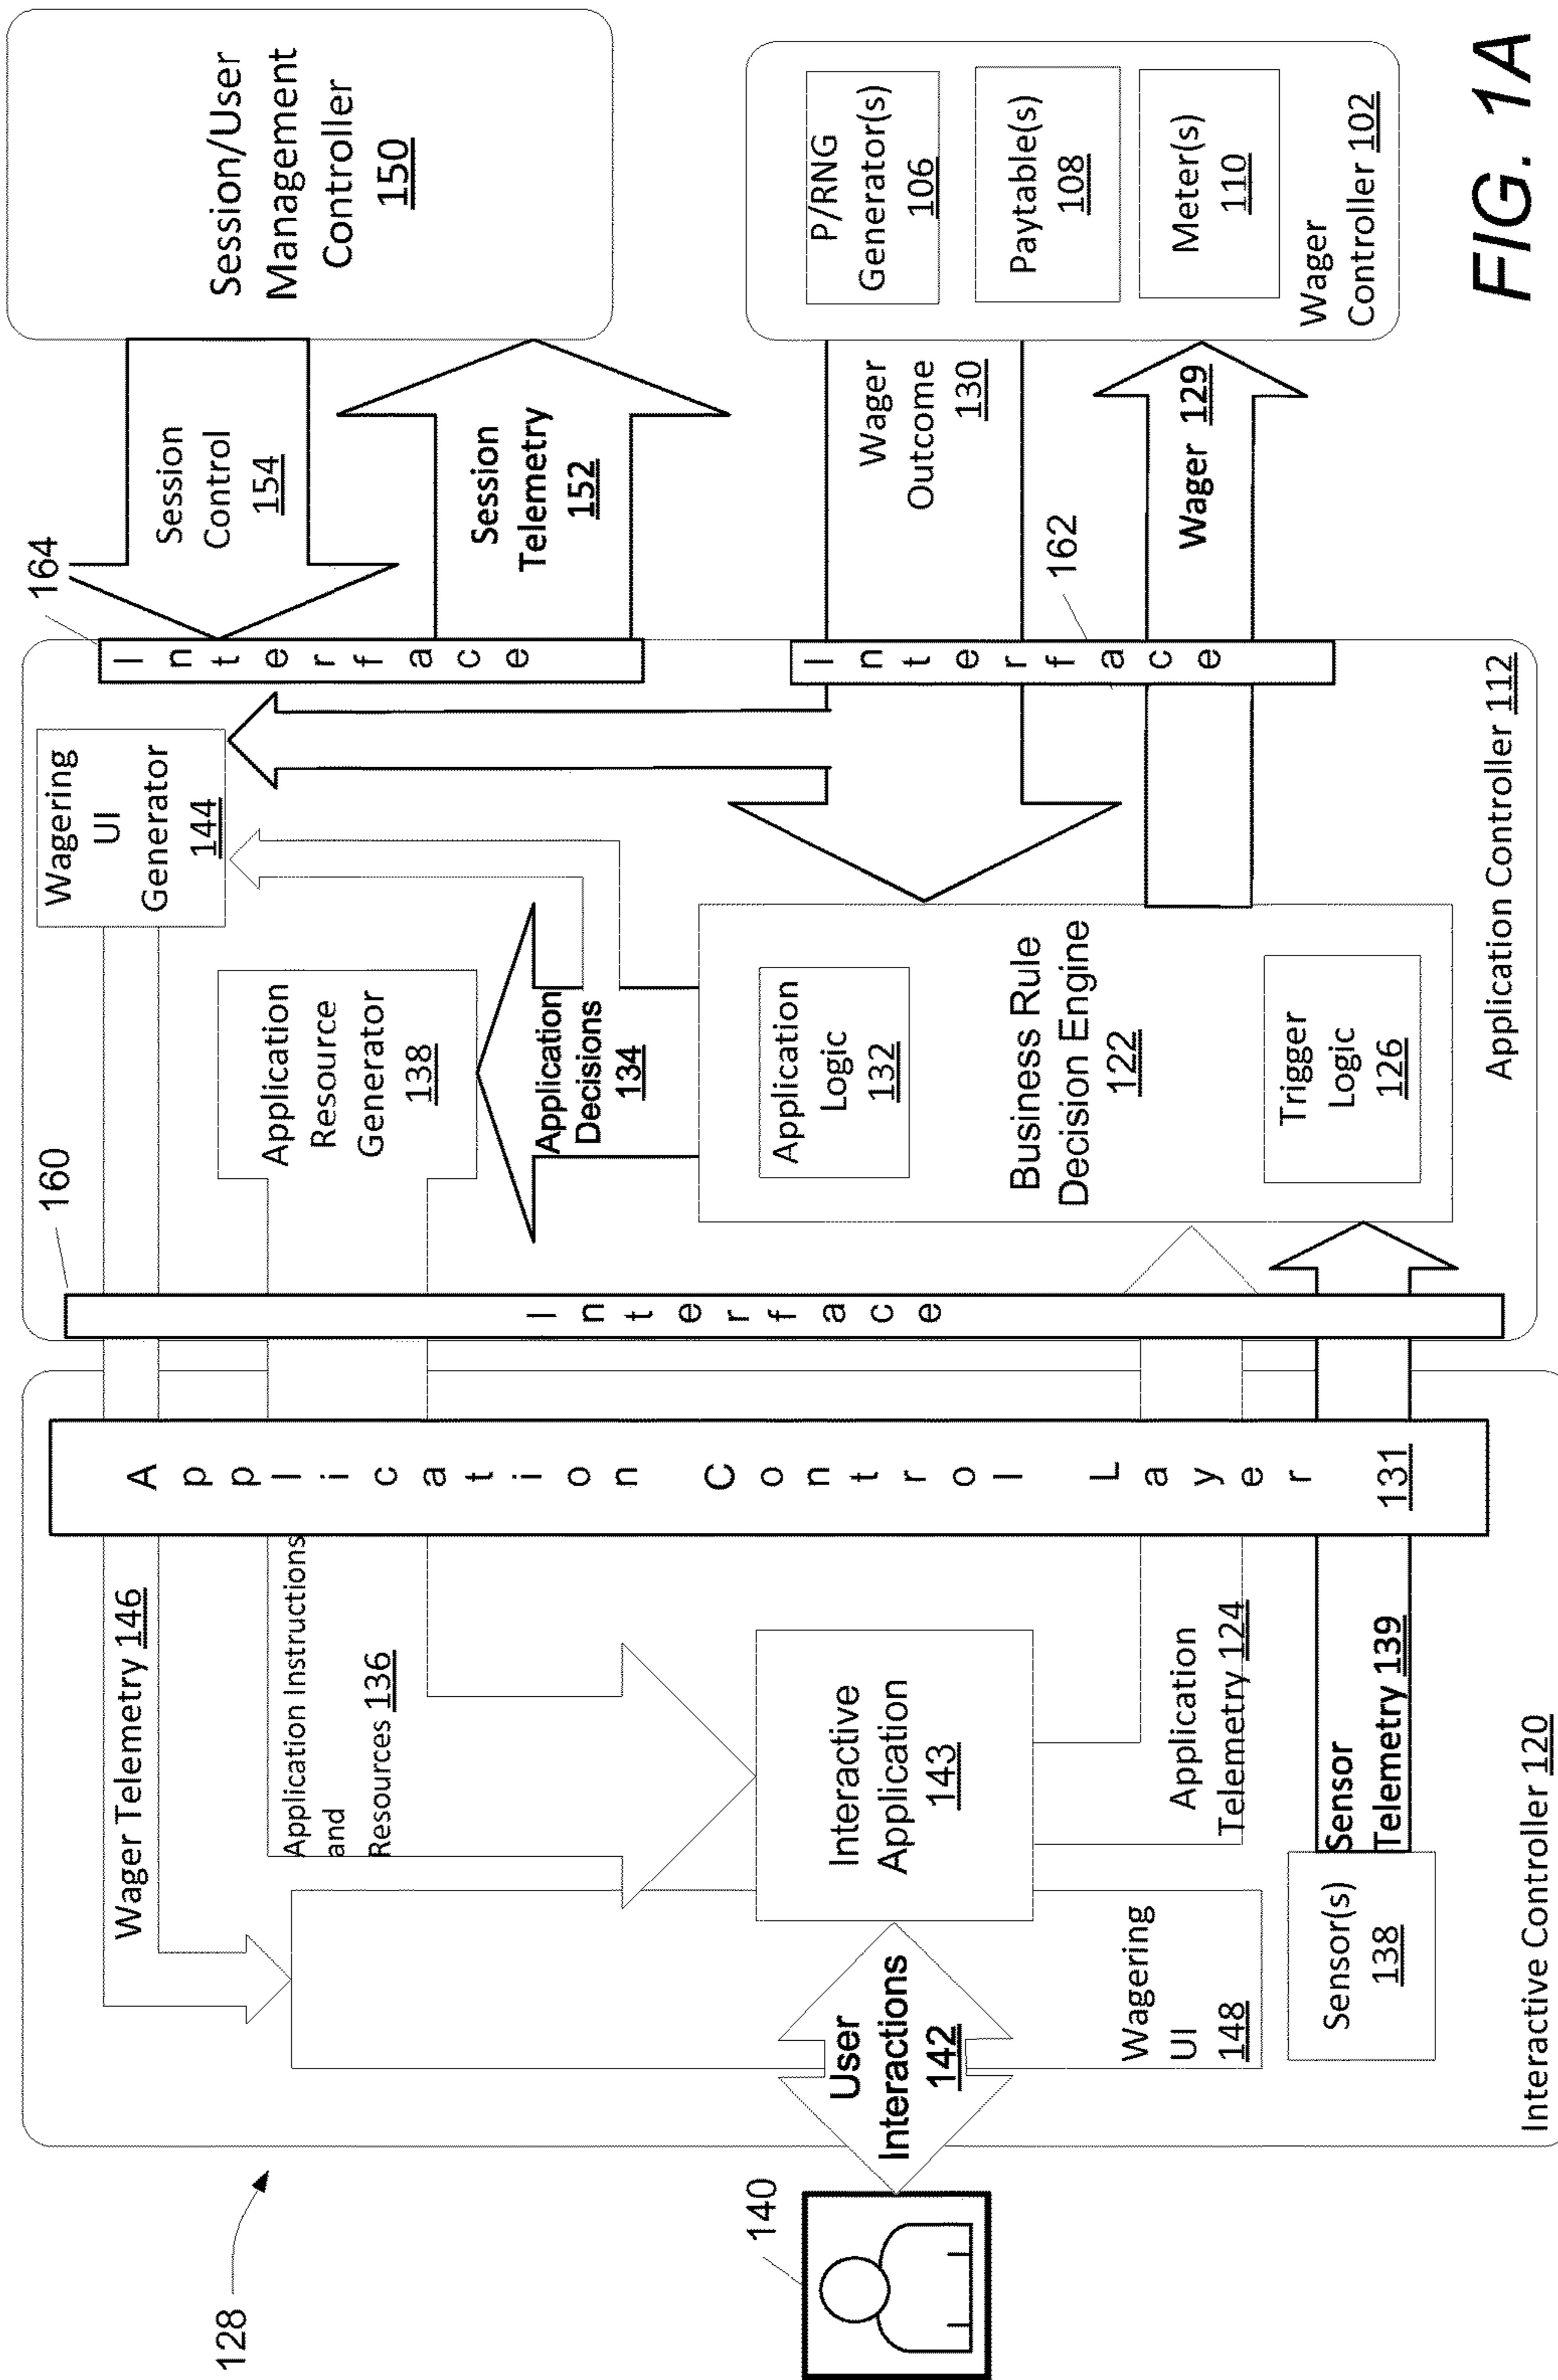 128
140
Interactive Controller 120
User
Interactions
142
Wagering
UI
148
Sensor(s)
138
Wager Telemetry 146
Application Instructions
and
Resources 136
Interactive
Application
143
Application
Telemetry 124
Sensor
Telemetry 139
Application Control Layer
131
160
Interface
Application Controller 112
Wagering
UI
Generator
144
Application
Resource
Generator
138
Application
Decisions
134
Application
Logic
132
Business Rule
Decision Engine
122
Trigger
Logic
126
164
Interface
162
Interface
Session
Control
154
Session
Telemetry
152
Wager
Outcome
130
Wager 129
Session/User
Management
Controller
150
P/RNG
Generator(s)
106
Paytable(s)
108
Meter(s)
110
Wager
Controller 102
FIG. 1A